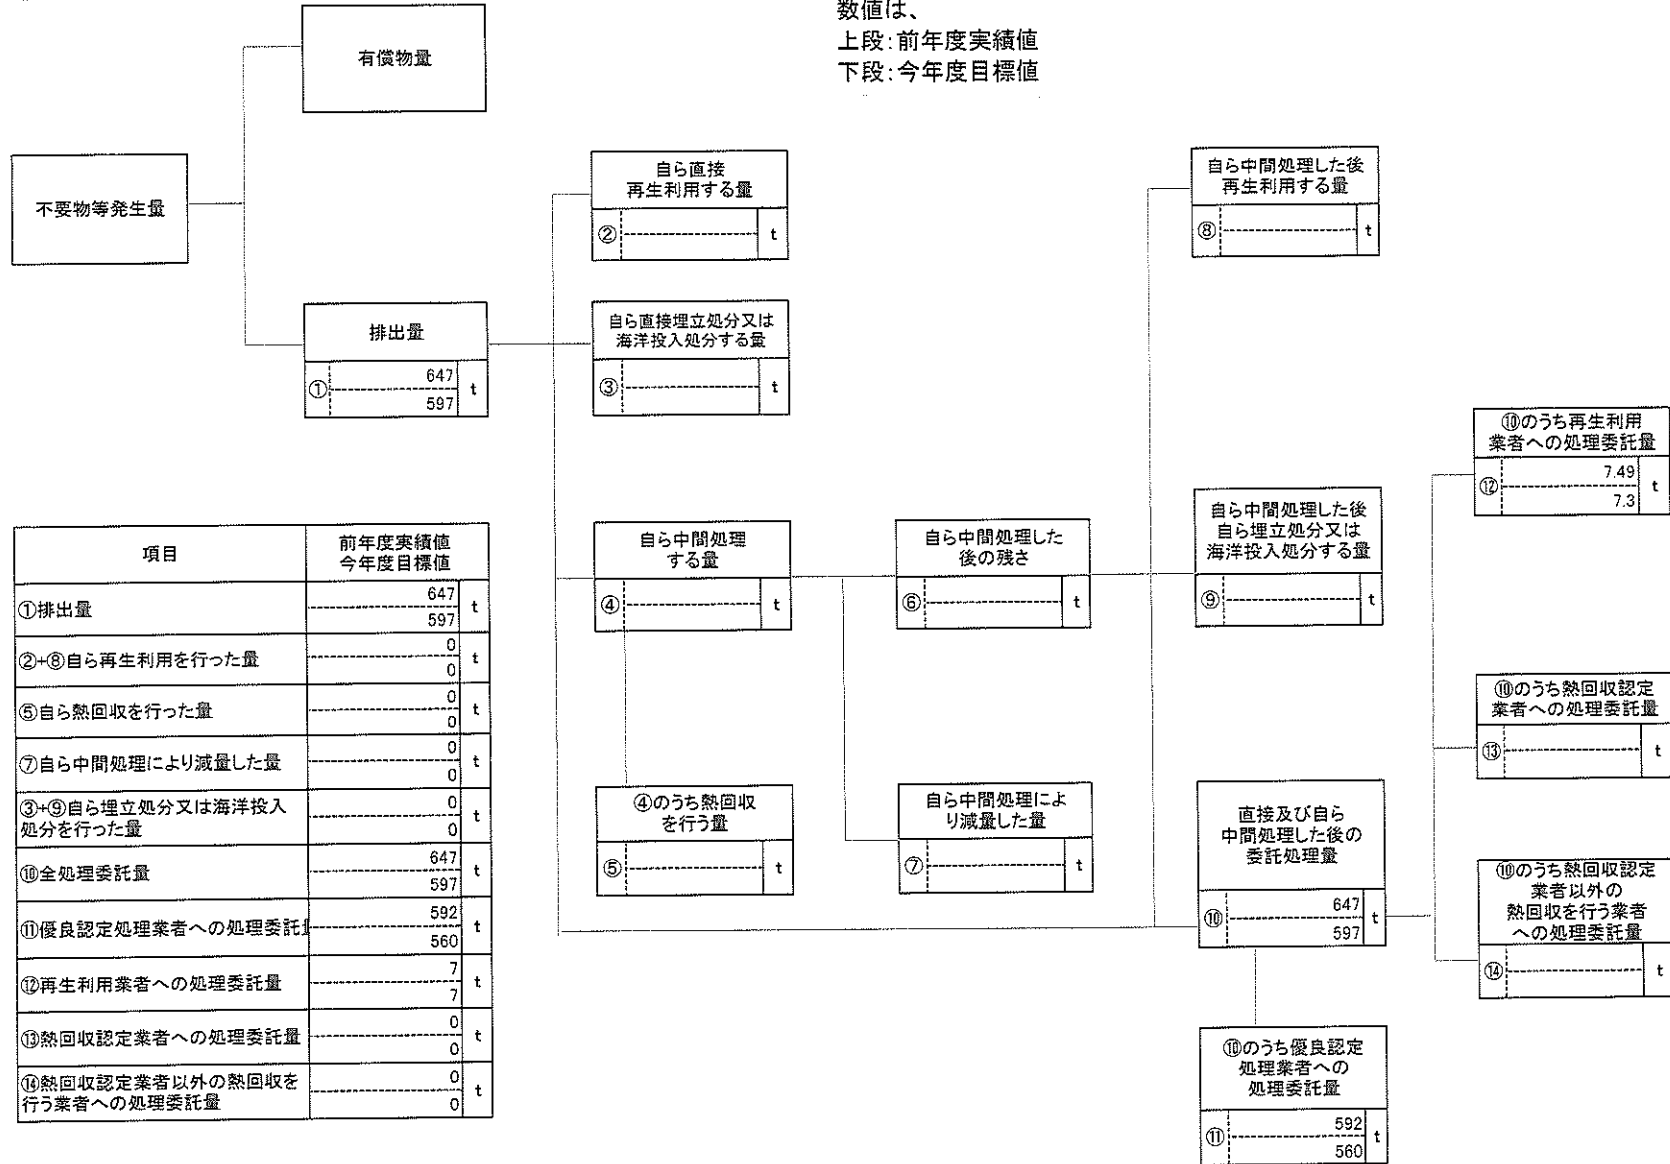 数値は、
上段:前年度実績値
下段:今年度目標値
有償物量
不要物等発生量
排出量
① 647 t
597
自ら直接
再生利用する量
② t
自ら直接埋立処分又は
海洋投入処分する量
③ t
自ら中間処理
する量
④ t
④のうち熱回収
を行う量
⑤ t
自ら中間処理した
後の残さ
⑥ t
自ら中間処理によ
り減量した量
⑦ t
自ら中間処理した後
再生利用する量
⑧ t
自ら中間処理した後
自ら埋立処分又は
海洋投入処分する量
⑨ t
直接及び自ら
中間処理した後の
委託処理量
⑩ 647 t
597
⑩のうち優良認定
処理業者への
処理委託量
⑪ 592 t
560
⑩のうち再生利用
業者への処理委託量
⑫ 7.49 t
7.3
⑩のうち熱回収認定
業者への処理委託量
⑬ t
⑩のうち熱回収認定
業者以外の
熱回収を行う業者
への処理委託量
⑭ t
項目 前年度実績値
今年度目標値
①排出量 647 t
597
②+⑧自ら再生利用を行った量 0 t
0
⑤自ら熱回収を行った量 0 t
0
⑦自ら中間処理により減量した量 0 t
0
③+⑨自ら埋立処分又は海洋投入
処分を行った量 0 t
0
⑩全処理委託量 647 t
597
⑪優良認定処理業者への処理委託 592 t
560
⑫再生利用業者への処理委託量 7 t
7
⑬熱回収認定業者への処理委託量 0 t
0
⑭熱回収認定業者以外の熱回収を
行う業者への処理委託量 0 t
0